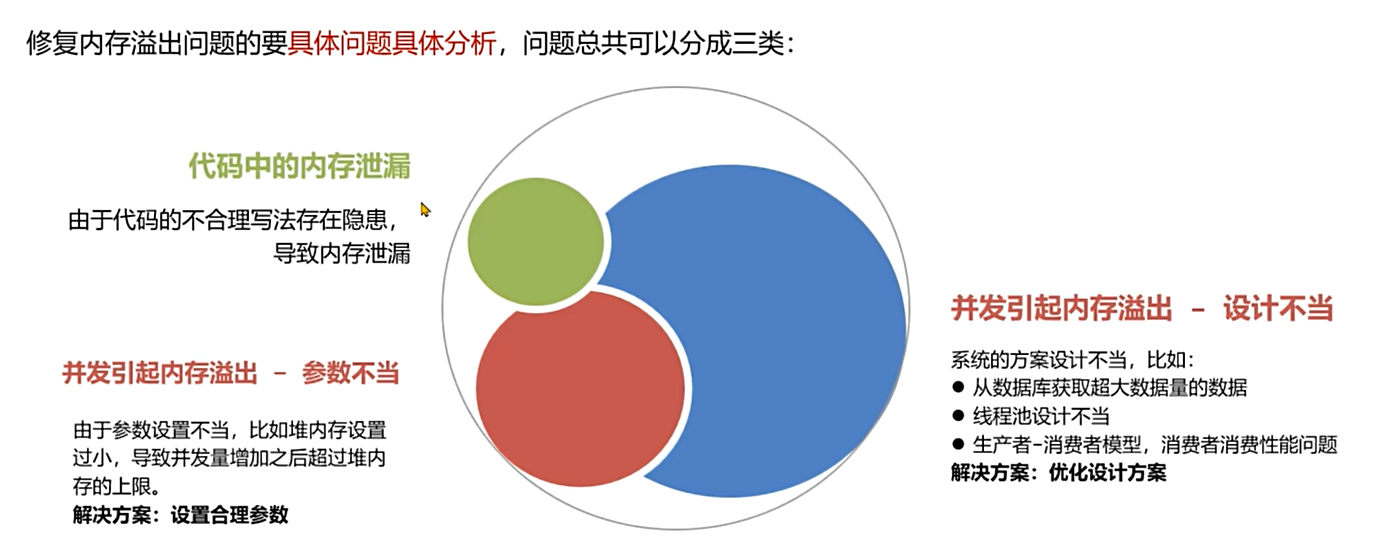 修复内存溢出问题的要具体问题具体分析，问题总共可以分成三类：
代码中的内存泄漏
由于代码的不合理写法存在隐患，
导致内存泄漏
并发引起内存溢出 - 参数不当
由于参数设置不当，比如堆内存设置
过小，导致并发量增加之后超过堆内
存的上限。
解决方案：设置合理参数
并发引起内存溢出 - 设计不当
系统的方案设计不当，比如：
● 从数据库获取超大数据量的数据
● 线程池设计不当
● 生产者-消费者模型，消费者消费性能问题
解决方案：优化设计方案